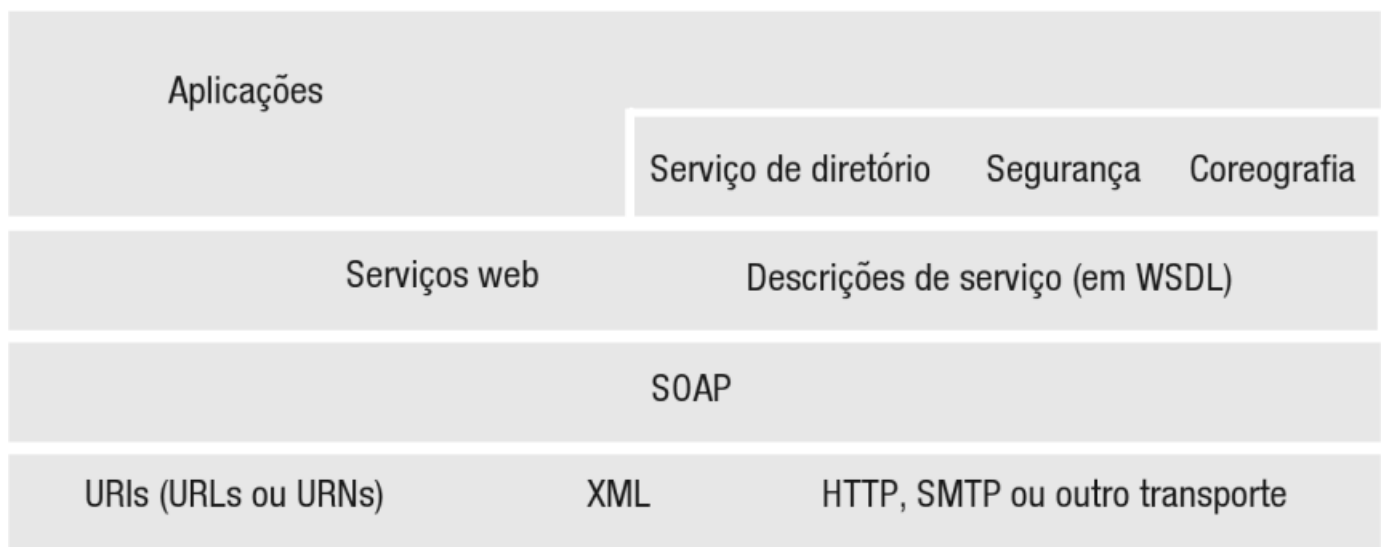 Aplicações
Serviço de diretório Segurança Coreografia
Serviços web Descrições de serviço (em WSDL)
SOAP
URIs (URLs ou URNs) XML HTTP, SMTP ou outro transporte